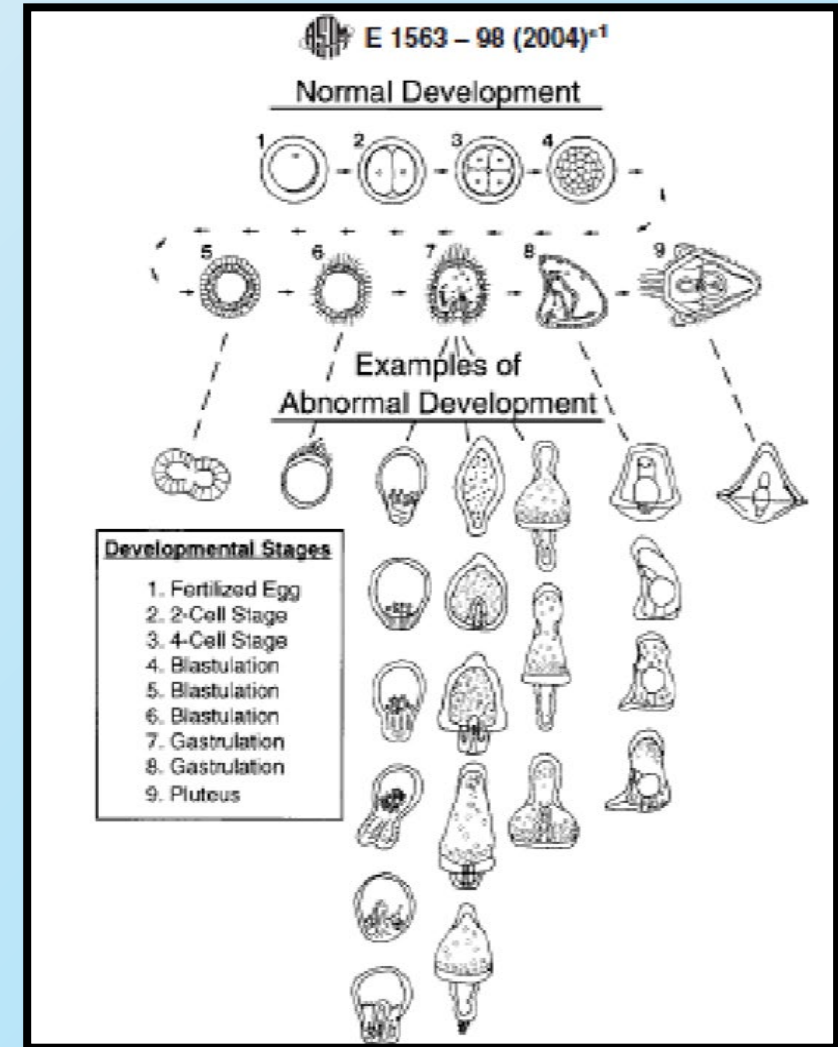 ASTM E 1563 – 98 (2004)ε1
Normal Development
1 2 3 4
5 6 7 8 9
Examples of
Abnormal Development
Developmental Stages
1. Fertilized Egg
2. 2-Cell Stage
3. 4-Cell Stage
4. Blastulation
5. Blastulation
6. Blastulation
7. Gastrulation
8. Gastrulation
9. Pluteus